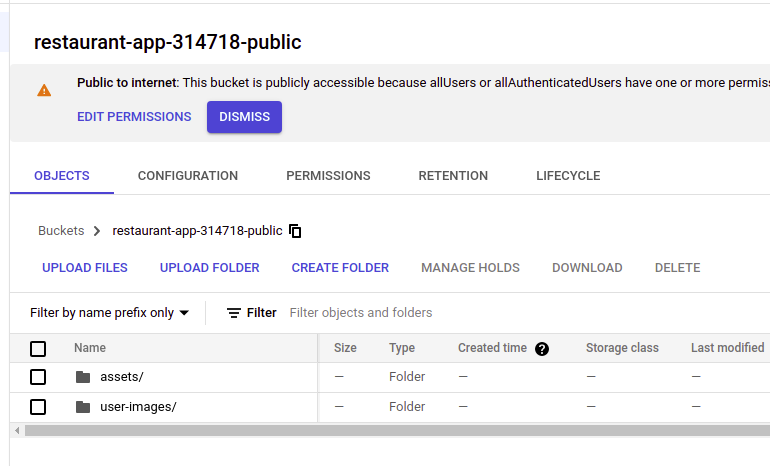 restaurant-app-314718-public
Public to internet: This bucket is publicly accessible because allUsers or allAuthenticatedUsers have one or more permiss
EDIT PERMISSIONS DISMISS
OBJECTS CONFIGURATION PERMISSIONS RETENTION LIFECYCLE
Buckets restaurant-app-314718-public
UPLOAD FILES UPLOAD FOLDER CREATE FOLDER MANAGE HOLDS DOWNLOAD DELETE
Filter by name prefix only Filter Filter objects and folders
Name Size Type Created time ? Storage class Last modified
assets/ — Folder — — —
user-images/ — Folder — — —